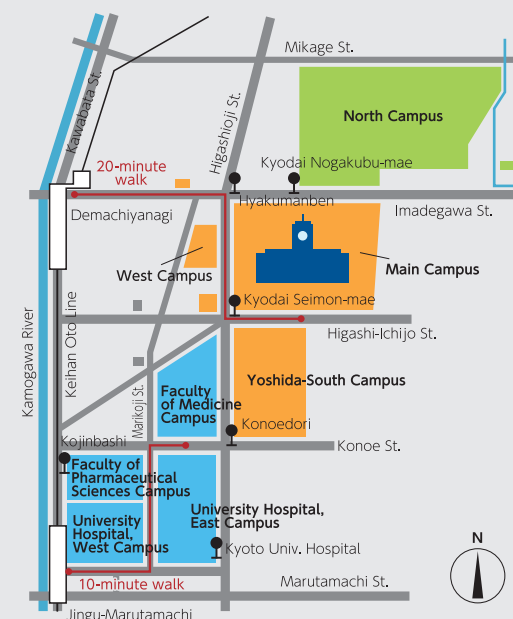 Mikage St.
Kawabata St.
Higashioji St.
North Campus
20-minute
walk
Kyodai Nogakubu-mae
Hyakumanben
Demachiyanagi
Imadegawa St.
West Campus
Main Campus
Kyodai Seimon-mae
Higashi-Ichijo St.
Kamogawa River
Keihan Oto Line
Marikoji St.
Faculty
of Medicine
Campus
Yoshida-South Campus
Konoedori
Kojinbashi
Konoe St.
Faculty of
Pharmaceutical
Sciences Campus
University
Hospital,
West Campus
University Hospital,
East Campus
Kyoto Univ. Hospital
N
10-minute walk
Marutamachi St.
Jingu-Marutamachi